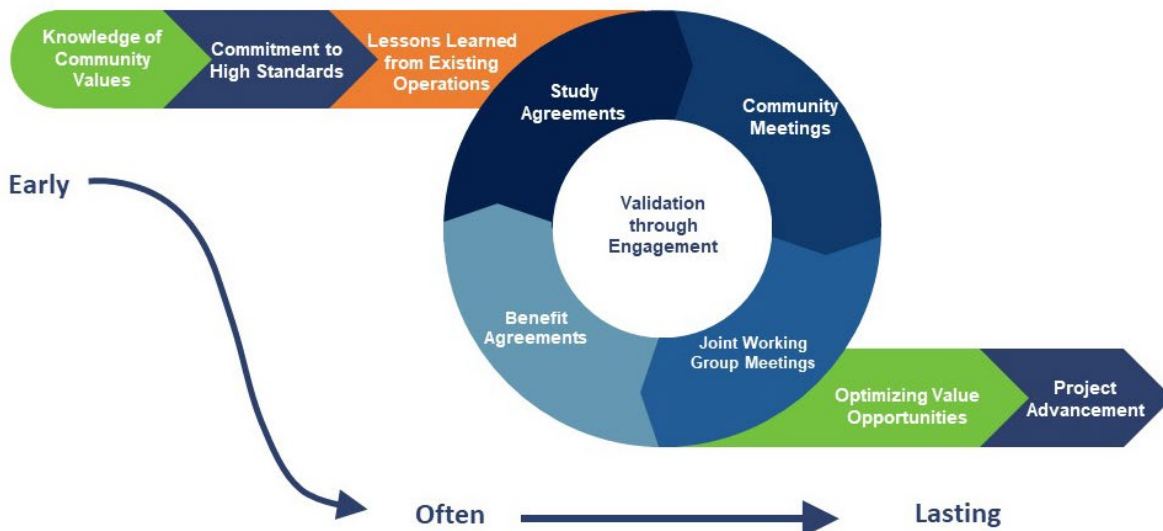 Knowledge of
Community
Values
Commitment to
High Standards
Lessons Learned
from Existing
Operations
Study
Agreements
Community
Meetings
Validation
through
Engagement
Benefit
Agreements
Joint Working
Group Meetings
Optimizing Value
Opportunities
Project
Advancement
Early
Often
Lasting